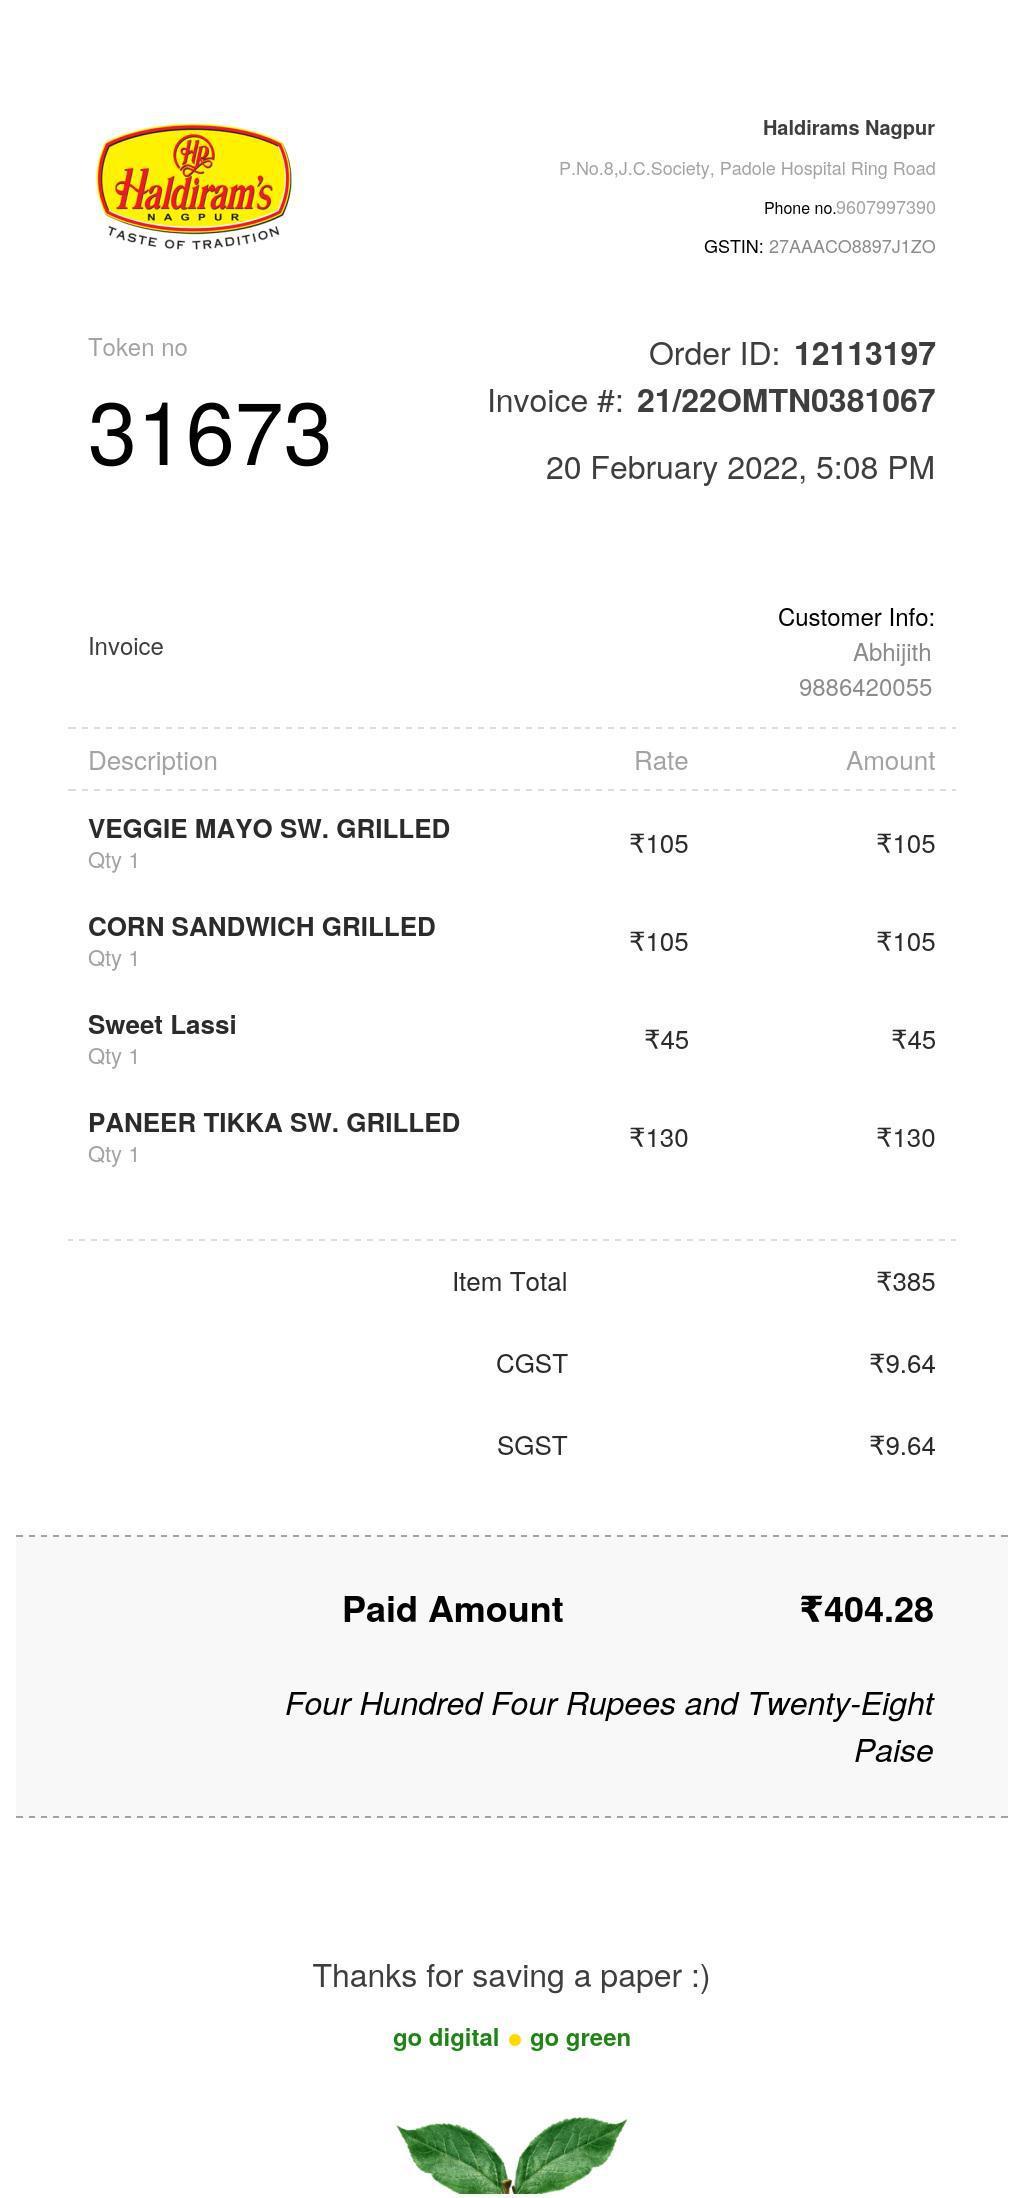 Haldiram's
NAGPUR
TASTE OF TRADITION
Haldirams Nagpur
P.No.8,J.C.Society, Padole Hospital Ring Road
Phone no.9607997390
GSTIN: 27AAACO8897J1ZO
Token no
31673
Order ID: 12113197
Invoice #: 21/22OMTN0381067
20 February 2022, 5:08 PM
Invoice
Customer Info:
Abhijith
9886420055
Description Rate Amount
VEGGIE MAYO SW. GRILLED
Qty 1
₹105 ₹105
CORN SANDWICH GRILLED
Qty 1
₹105 ₹105
Sweet Lassi
Qty 1
₹45 ₹45
PANEER TIKKA SW. GRILLED
Qty 1
₹130 ₹130
Item Total ₹385
CGST ₹9.64
SGST ₹9.64
Paid Amount ₹404.28
Four Hundred Four Rupees and Twenty-Eight
Paise
Thanks for saving a paper :)
go digital go green